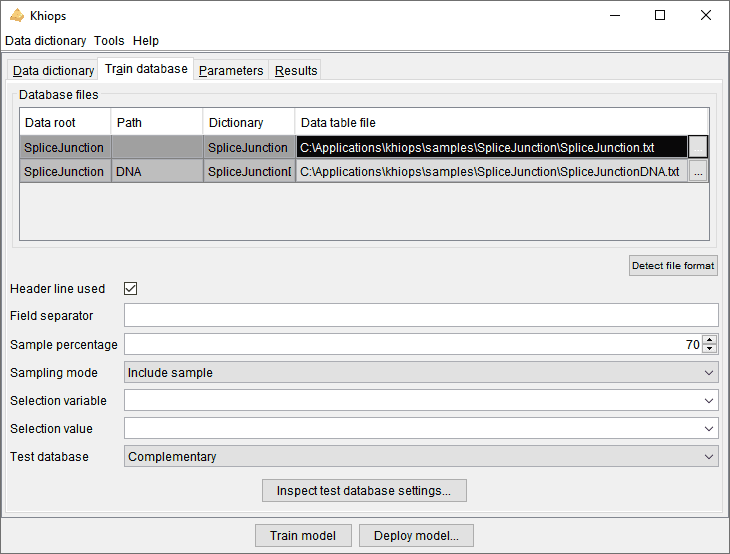 Khiops
Data dictionary Tools Help
Data dictionary Train database Parameters Results
Database files
Data root Path Dictionary Data table file
SpliceJunction SpliceJunction C:\Applications\khiops\samples\SpliceJunction\SpliceJunction.txt ...
SpliceJunction DNA SpliceJunctionD C:\Applications\khiops\samples\SpliceJunction\SpliceJunctionDNA.txt ...
Detect file format
Header line used
Field separator
Sample percentage 70
Sampling mode Include sample
Selection variable
Selection value
Test database Complementary
Inspect test database settings...
Train model Deploy model...